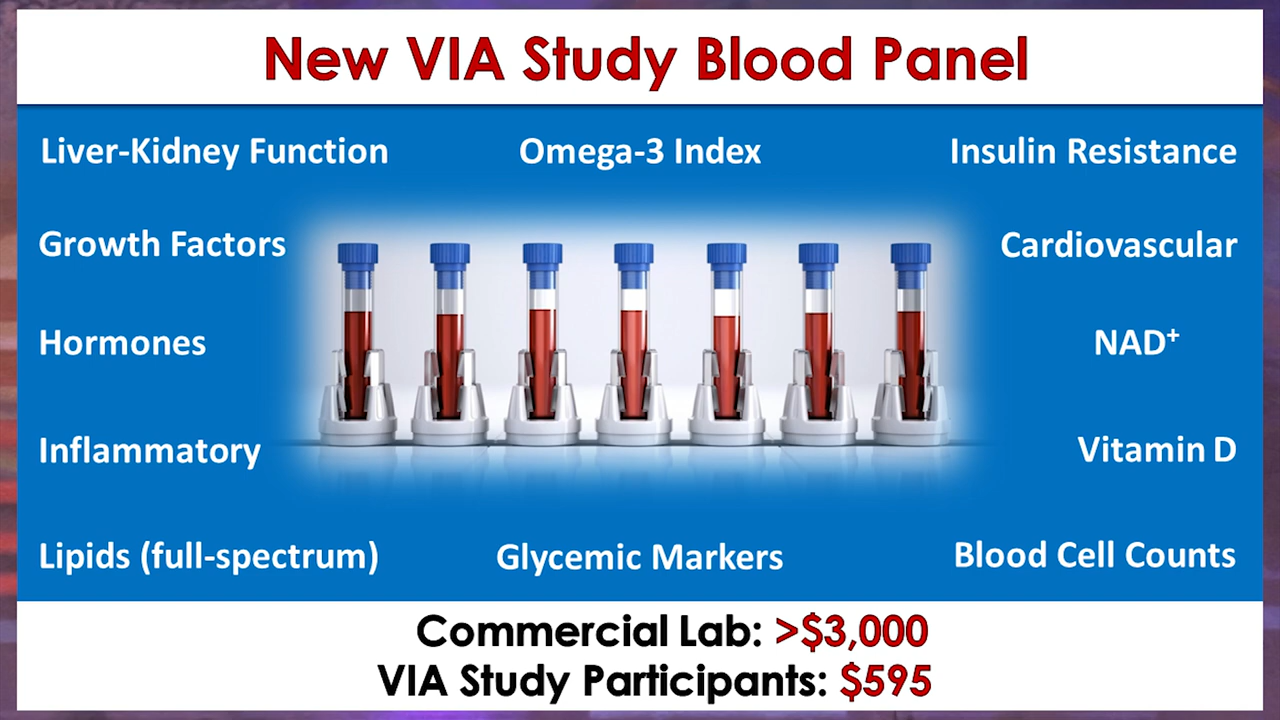 New VIA Study Blood Panel
Liver-Kidney Function
Omega-3 Index
Insulin Resistance
Growth Factors
Cardiovascular
Hormones
NAD⁺
Inflammatory
Vitamin D
Lipids (full-spectrum)
Glycemic Markers
Blood Cell Counts
Commercial Lab: >$3,000
VIA Study Participants: $595